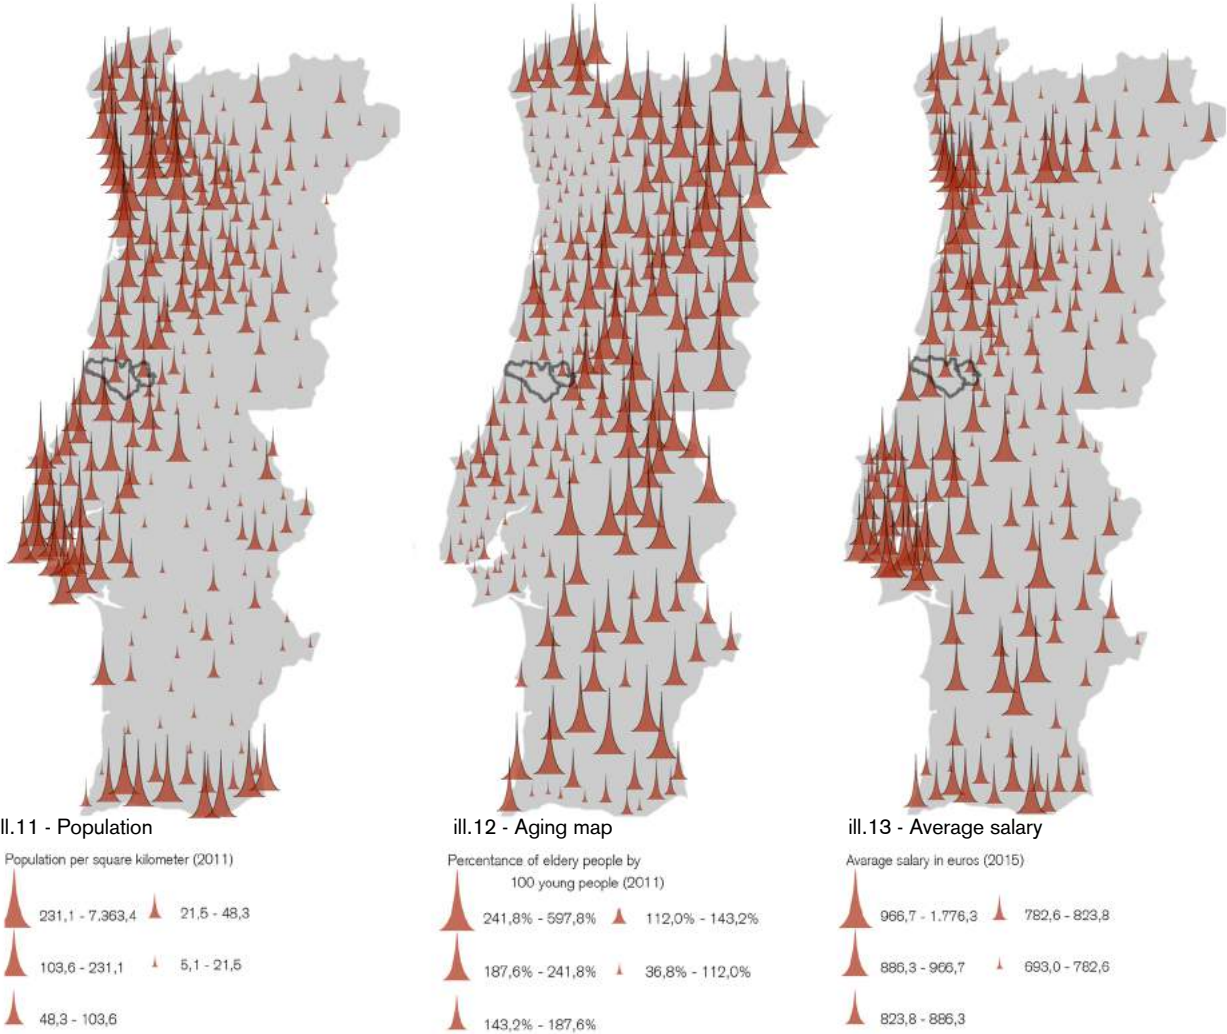 ll.11 - Population
Population per square kilometer (2011)
231,1 - 7.363,4
21,5 - 48,3
103,6 - 231,1
5,1 - 21,5
48,3 - 103,6
ill.12 - Aging map
Percentance of eldery people by
100 young people (2011)
241,8% - 597,8%
112,0% - 143,2%
187,6% - 241,8%
36,8% - 112,0%
143,2% - 187,6%
ill.13 - Average salary
Avarage salary in euros (2015)
966,7 - 1.776,3
782,6 - 823,8
886,3 - 966,7
693,0 - 782,6
823,8 - 886,3